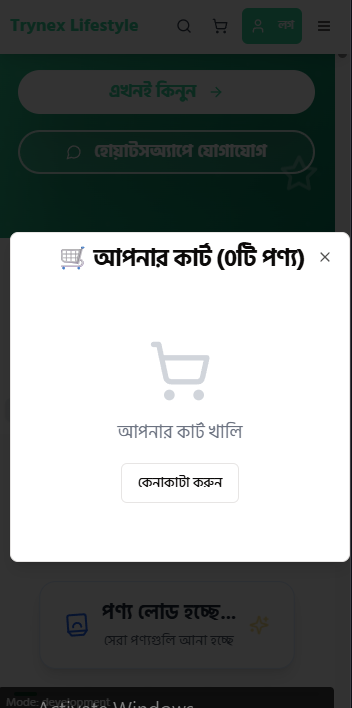 Trynex Lifestyle
লগ
এখনই কিনুন
হোয়াটসঅ্যাপে যোগাযোগ
আপনার কার্ট (0টি পণ্য)
আপনার কার্ট খালি
কেনাকাটা করুন
পণ্য লোড হচ্ছে...
সেরা পণ্যগুলি আনা হচ্ছে
Mode: development
Activate Windows